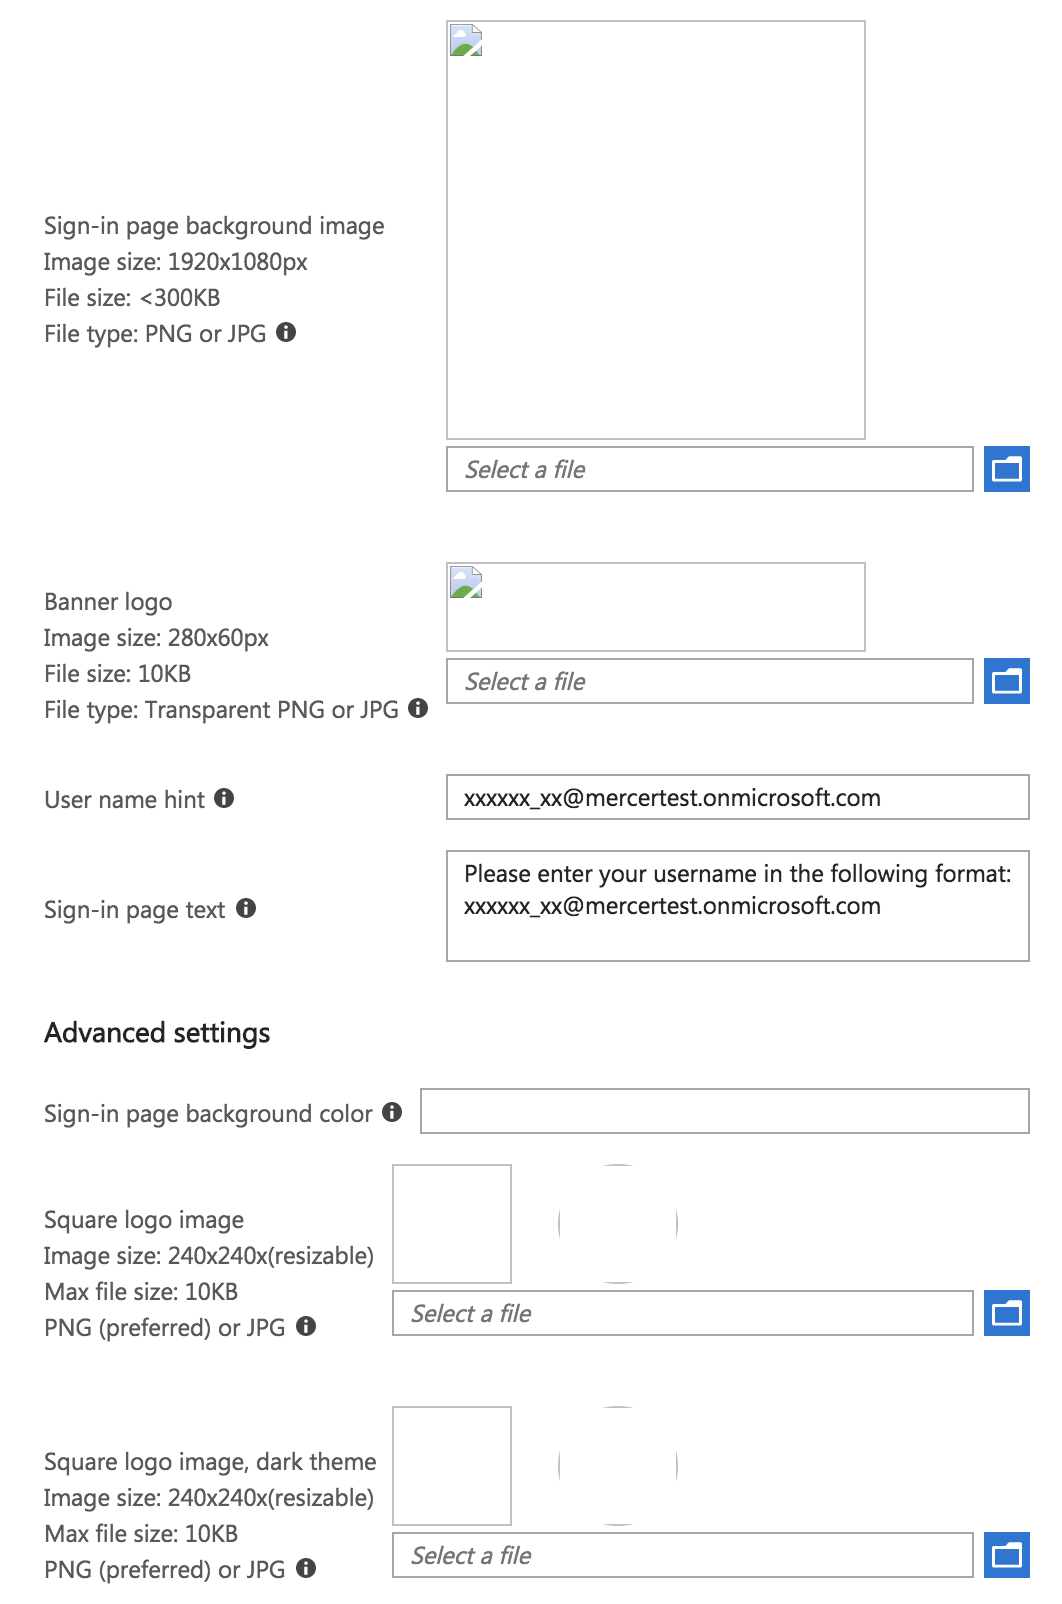 Sign-in page background image
Image size: 1920x1080px
File size: <300KB
File type: PNG or JPG
Select a file
Banner logo
Image size: 280x60px
File size: 10KB
File type: Transparent PNG or JPG
Select a file
User name hint
xxxxxx_xx@mercertest.onmicrosoft.com
Sign-in page text
Please enter your username in the following format:
xxxxxx_xx@mercertest.onmicrosoft.com
Advanced settings
Sign-in page background color
Square logo image
Image size: 240x240x(resizable)
Max file size: 10KB
PNG (preferred) or JPG
Select a file
Square logo image, dark theme
Image size: 240x240x(resizable)
Max file size: 10KB
PNG (preferred) or JPG
Select a file